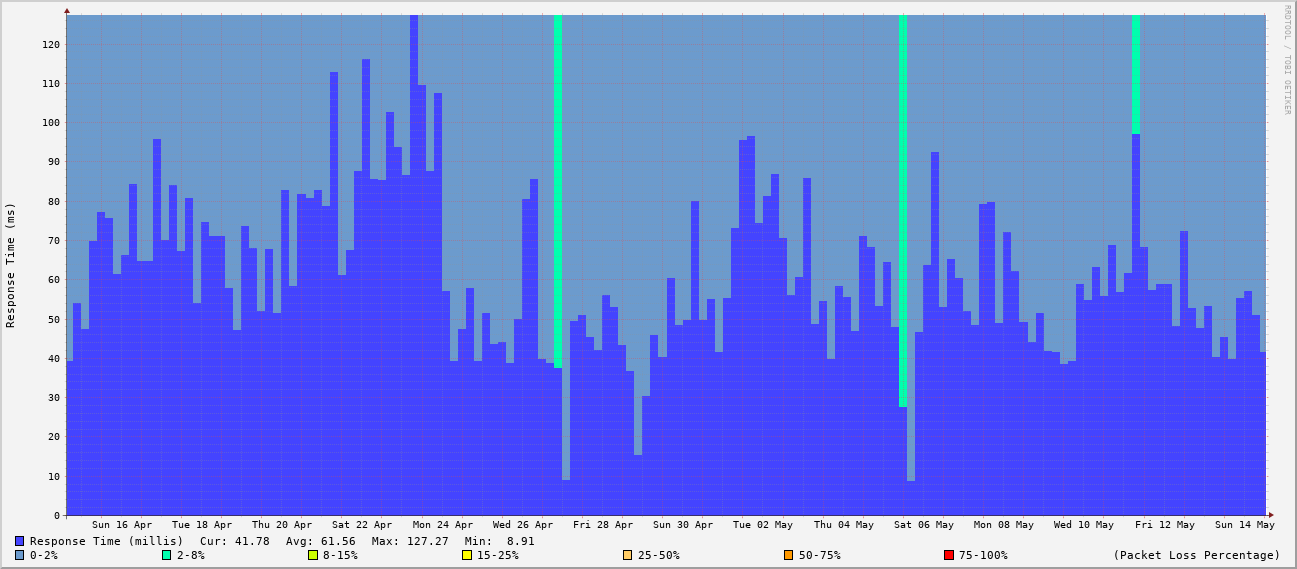 RRDTOOL / TOBI OETIKER
Response Time (ms)
120
110
100
90
80
70
60
50
40
30
20
10
0
Sun 16 Apr Tue 18 Apr Thu 20 Apr Sat 22 Apr Mon 24 Apr Wed 26 Apr Fri 28 Apr Sun 30 Apr Tue 02 May Thu 04 May Sat 06 May Mon 08 May Wed 10 May Fri 12 May Sun 14 May
Response Time (millis) Cur: 41.78 Avg: 61.56 Max: 127.27 Min: 8.91
0-2% 2-8% 8-15% 15-25% 25-50% 50-75% 75-100% (Packet Loss Percentage)